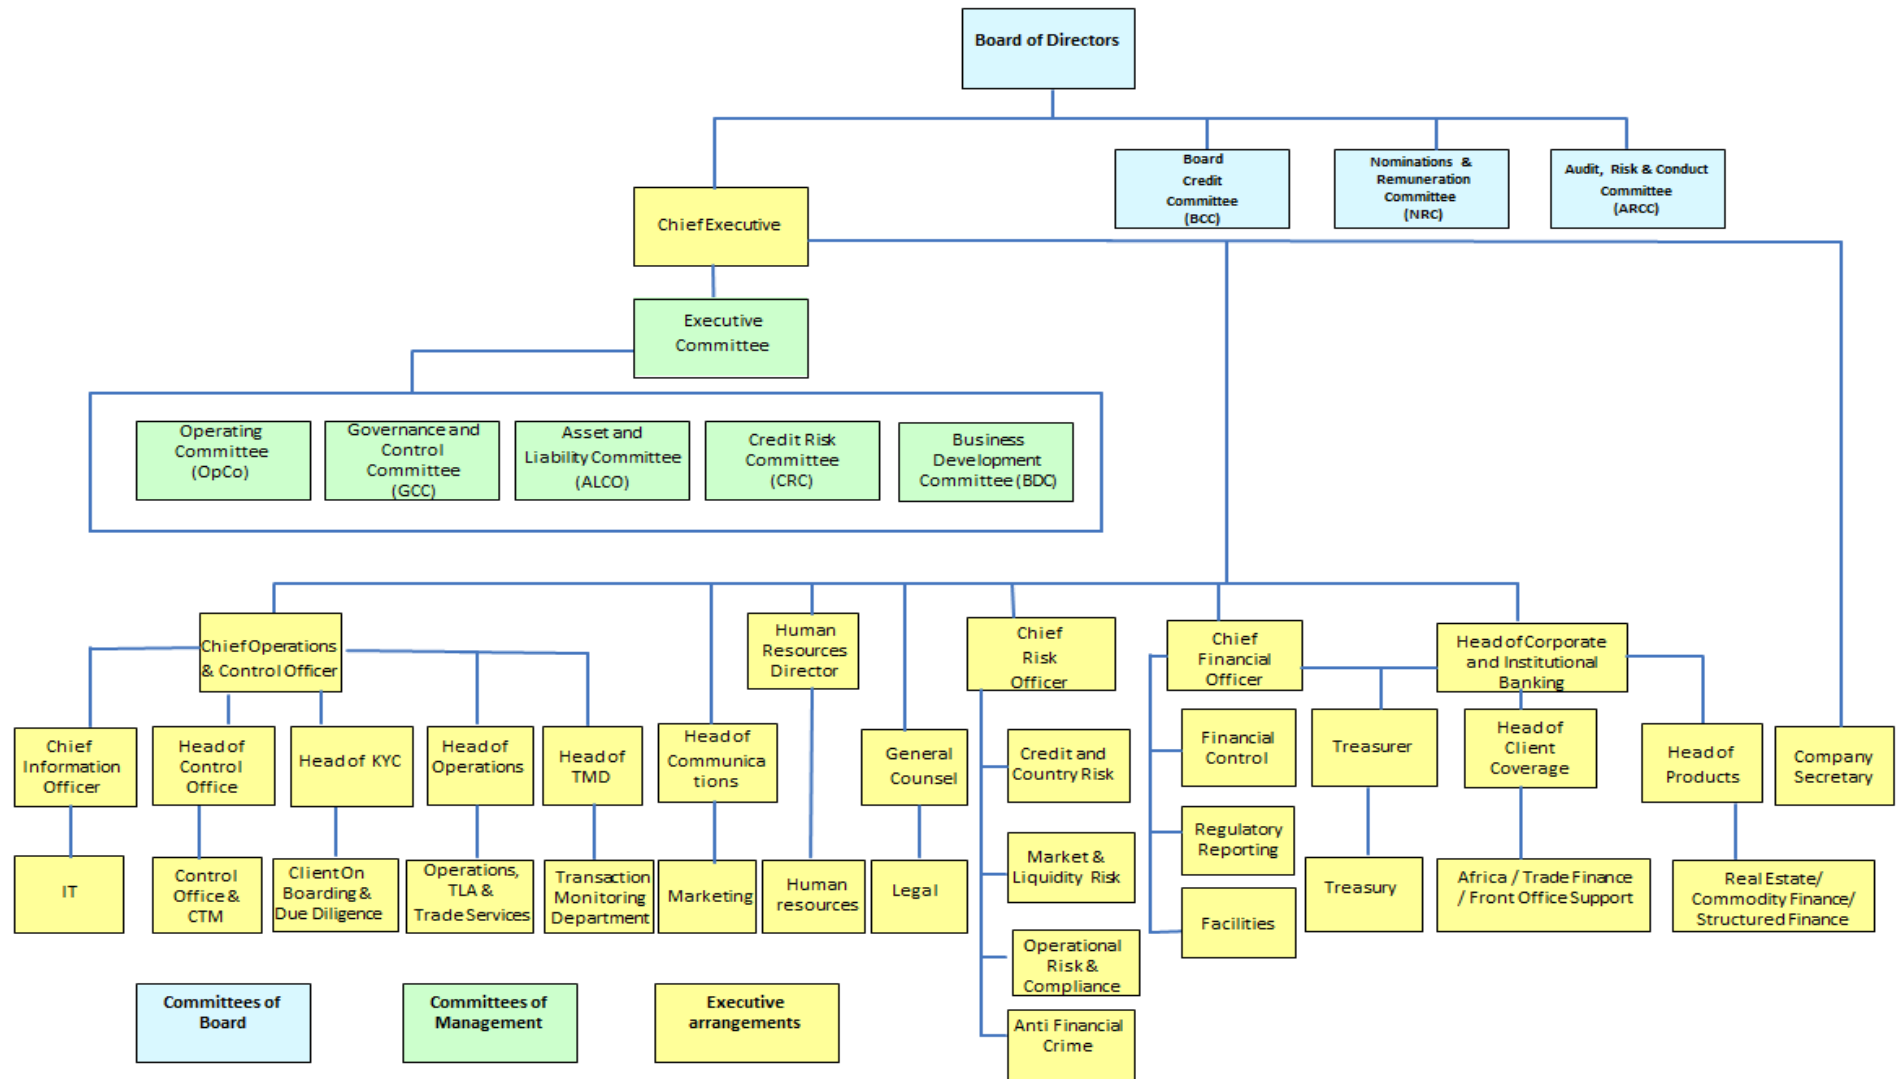 Board of Directors
Board
Credit
Committee
(BCC)
Nominations &
Remuneration
Committee
(NRC)
Audit, Risk & Conduct
Committee
(ARCC)
Chief Executive
Executive
Committee
Operating
Committee
(OpCo)
Governance and
Control
Committee
(GCC)
Asset and
Liability Committee
(ALCO)
Credit Risk
Committee
(CRC)
Business
Development
Committee (BDC)
Chief Operations
& Control Officer
Human
Resources
Director
Chief
Risk
Officer
Chief
Financial
Officer
Head of Corporate
and Institutional
Banking
Chief
Information
Officer
Head of
Control
Office
Head of KYC
Head of
Operations
Head of
TMD
Head of
Communica
tions
General
Counsel
Credit and
Country Risk
Financial
Control
Treasurer
Head of
Client
Coverage
Head of
Products
Company
Secretary
IT
Control
Office &
CTM
Client On
Boarding &
Due Diligence
Operations,
TLA &
Trade Services
Transaction
Monitoring
Department
Marketing
Human
resources
Legal
Market &
Liquidity Risk
Regulatory
Reporting
Treasury
Africa / Trade Finance
/ Front Office Support
Real Estate/
Commodity Finance/
Structured Finance
Facilities
Operational
Risk &
Compliance
Anti Financial
Crime
Committees of
Board
Committees of
Management
Executive
arrangements